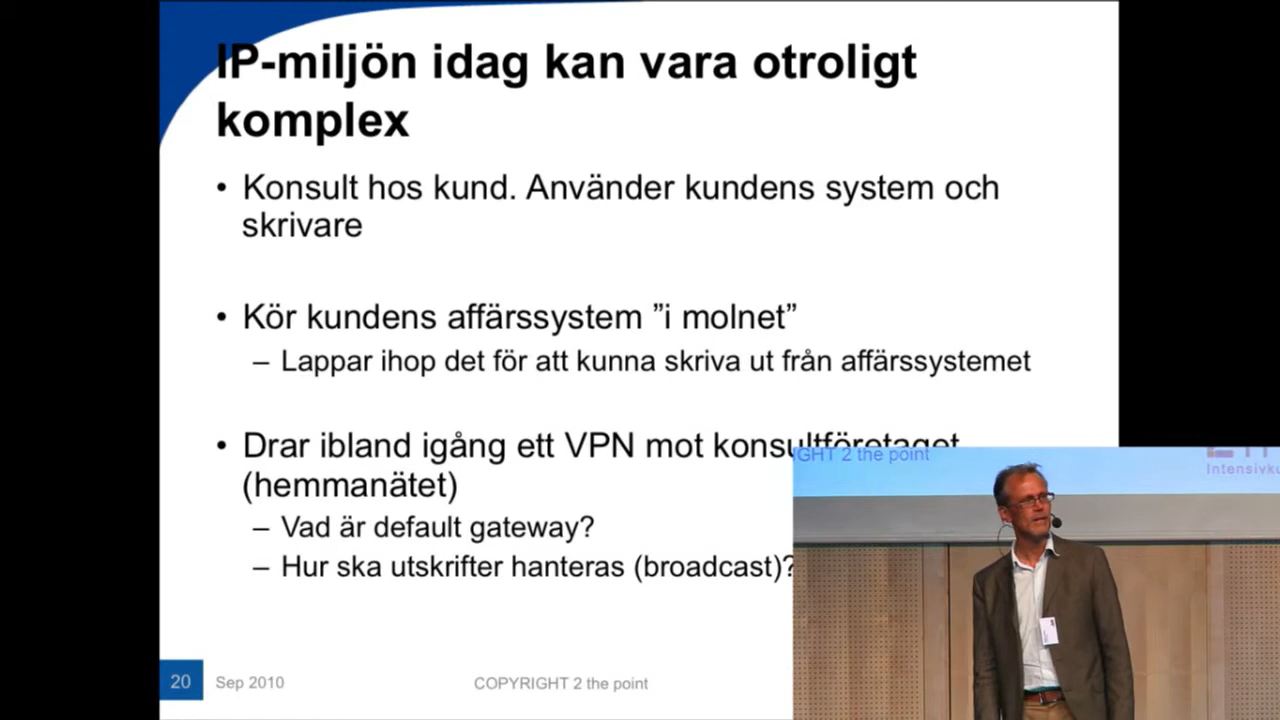 IP-miljön idag kan vara otroligt
komplex
• Konsult hos kund. Använder kundens system och
skrivare
• Kör kundens affärssystem ”i molnet”
– Lappar ihop det för att kunna skriva ut från affärssystemet
• Drar ibland igång ett VPN mot konsultföretaget
(hemmanätet)
– Vad är default gateway?
– Hur ska utskrifter hanteras (broadcast)?
20 Sep 2010 COPYRIGHT 2 the point
GHT 2 the point